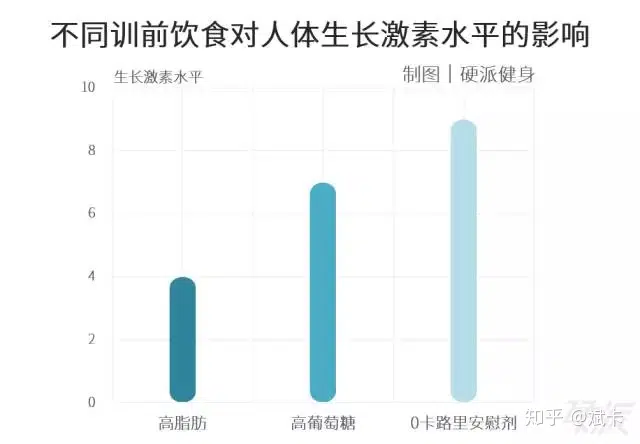 不同训前饮食对人体生长激素水平的影响
生长激素水平
制图｜硬派健身
10
8
6
4
2
0
高脂肪
高葡萄糖
0卡路里安慰剂
知乎 @斌卡